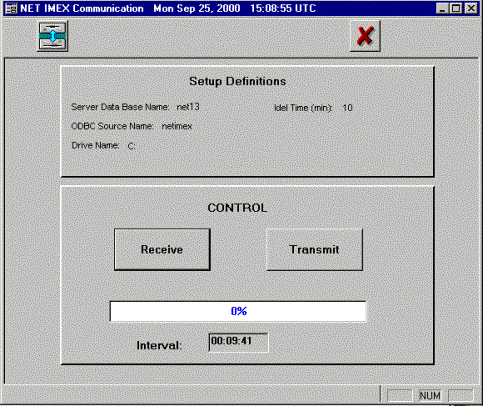 NET IMEX Communication Mon Sep 25, 2000 15:08:55 UTC
Setup Definitions
Server Data Base Name: net13 Idel Time (min): 10
ODBC Source Name: netimex
Drive Name: C:
CONTROL
Receive Transmit
0%
Interval: 00:09:41
NUM